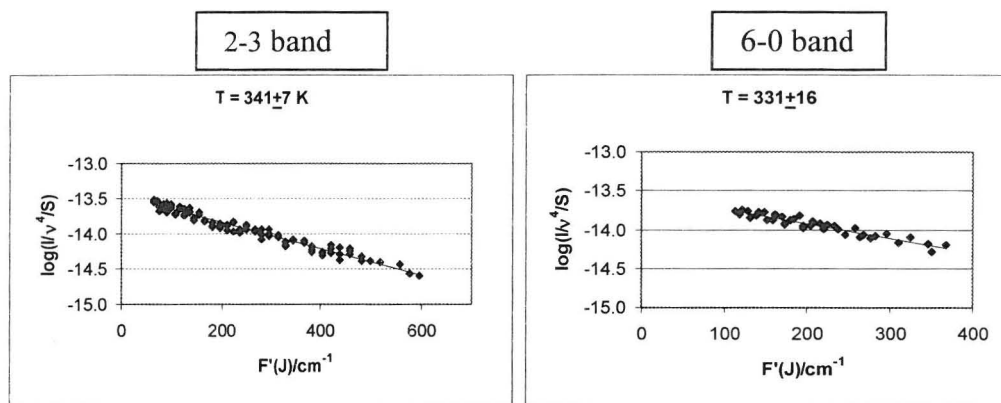 2-3 band
T = 341±7 K
log(I/ν⁴/S)
-13.0
-13.5
-14.0
-14.5
-15.0
0 200 400 600
F'(J)/cm⁻¹
6-0 band
T = 331±16
log(I/ν⁴/S)
-13.0
-13.5
-14.0
-14.5
-15.0
0 100 200 300 400
F'(J)/cm⁻¹